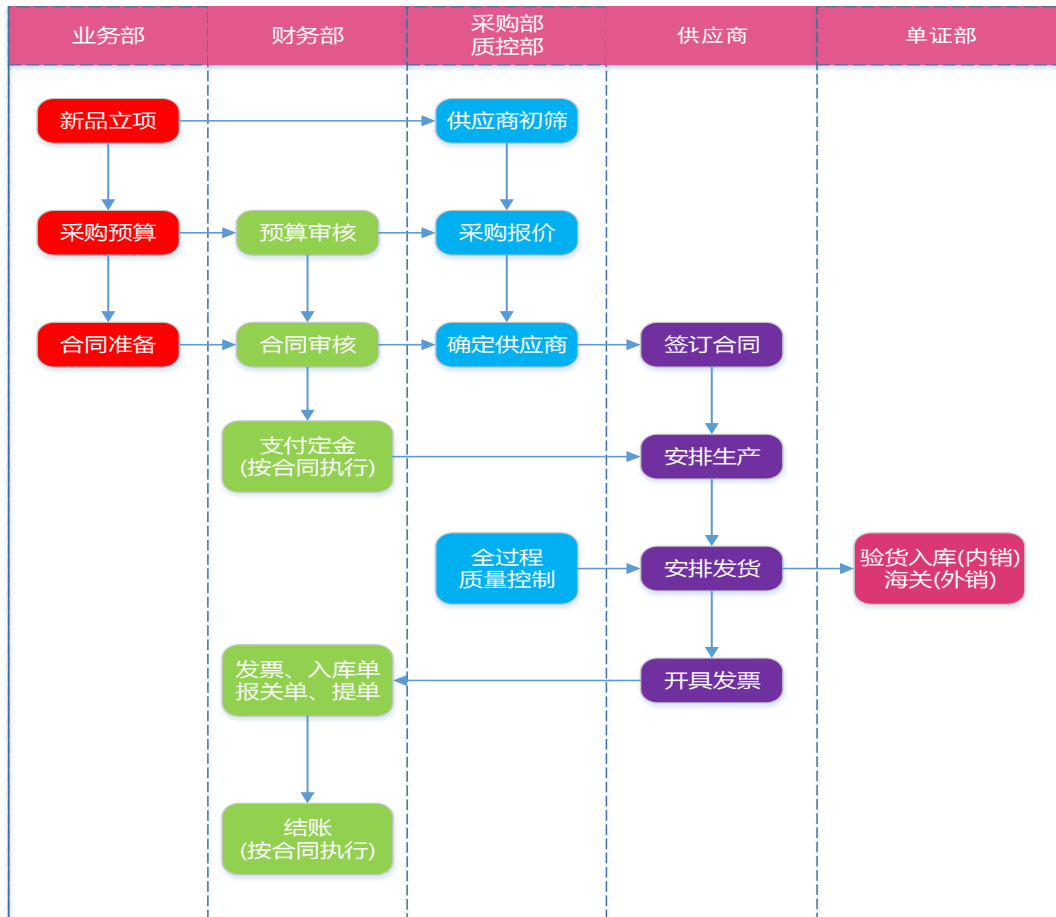 业务部
财务部
采购部
质控部
供应商
单证部
新品立项
供应商初筛
采购预算
预算审核
采购报价
合同准备
合同审核
确定供应商
签订合同
支付定金
(按合同执行)
安排生产
全过程
质量控制
安排发货
验货入库(内销)
海关(外销)
发票、入库单
报关单、提单
开具发票
结账
(按合同执行)